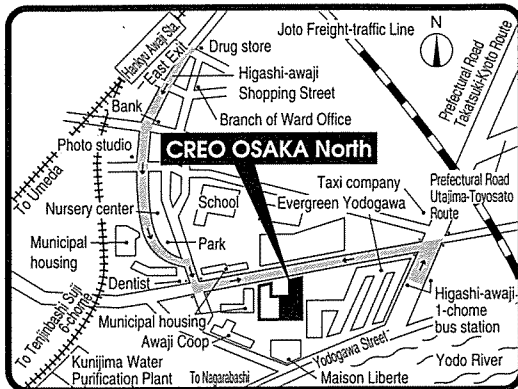 Hankyu Awaji Sta.
East Exit
Drug store
Joto Freight-traffic Line
N
Higashi-awaji
Shopping Street
Prefectural Road
Takatsuki-Kyoto Route
Bank
Branch of Ward Office
Photo studio
CREO OSAKA North
To Umeda
Taxi company
Prefectural Road
Utajima-Toyosato
Route
School
Evergreen Yodogawa
Nursery center
Municipal
housing
Park
Dentist
Higashi-awaji-
1-chome
bus station
Municipal housing
Awaji Coop
To Tenjinbashi Suji
6-chome
Yodogawa Street
Yodo River
Kunijima Water
Purification Plant
To Nagarabashi
Maison Liberte